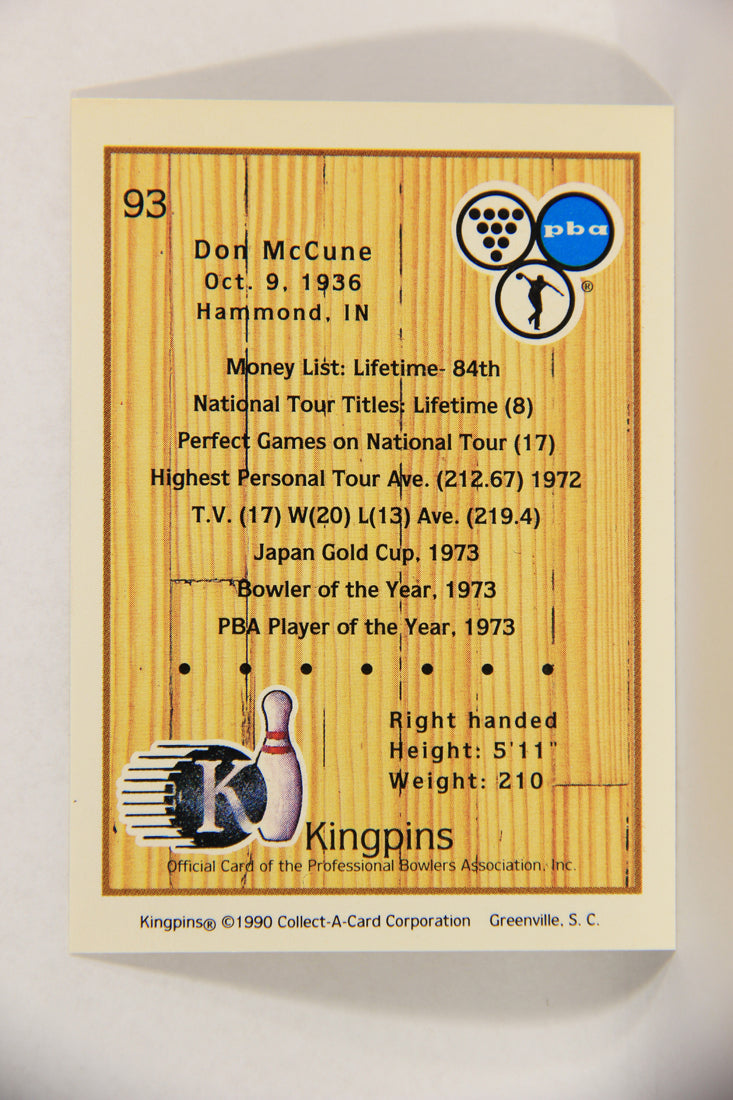 93
pba
®
Don McCune
Oct. 9, 1936
Hammond, IN
Money List: Lifetime- 84th
National Tour Titles: Lifetime (8)
Perfect Games on National Tour (17)
Highest Personal Tour Ave. (212.67) 1972
T.V. (17) W(20) L(13) Ave. (219.4)
Japan Gold Cup, 1973
Bowler of the Year, 1973
PBA Player of the Year, 1973
Right handed
Height: 5'11"
Weight: 210
K
Kingpins
Official Card of the Professional Bowlers Association, Inc.
Kingpins® ©1990 Collect-A-Card Corporation Greenville, S. C.